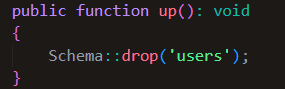 public function up(): void
{
    Schema::drop('users');
}